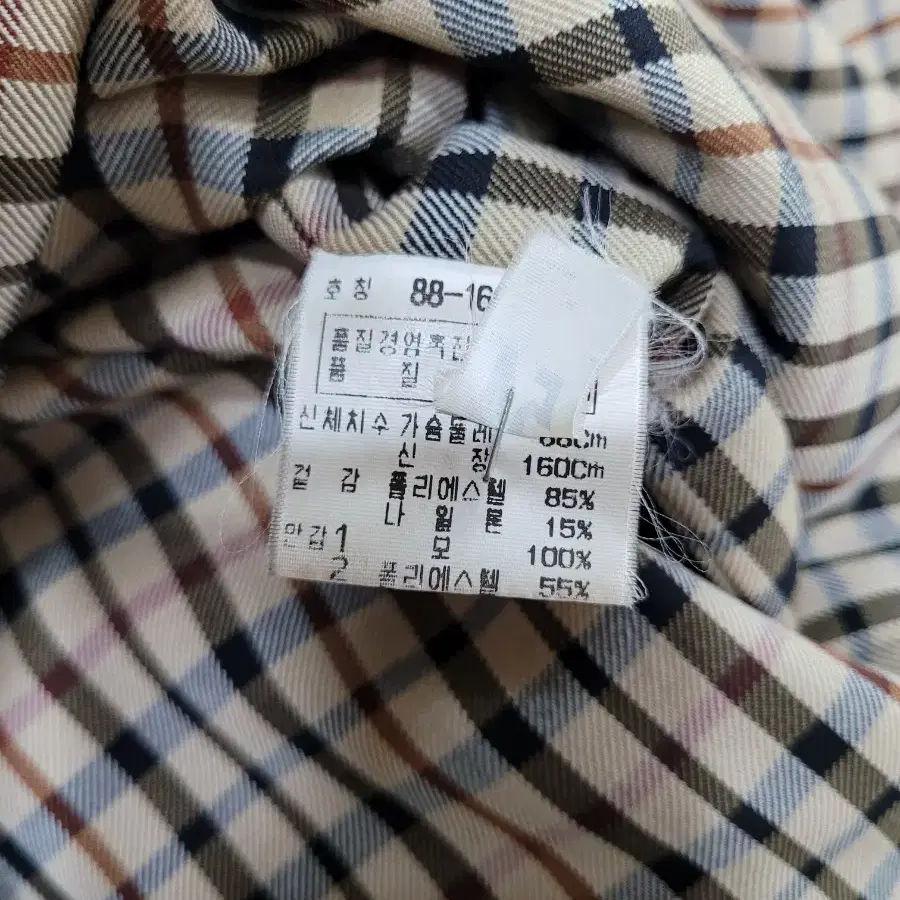 호칭 88-16
품질경영촉진
품 질
신체치수 가슴둘레 88cm
신 장 160Cm
겉 감 폴리에스텔 85%
나 일 론 15%
안감1 모 100%
2 폴리에스텔 55%